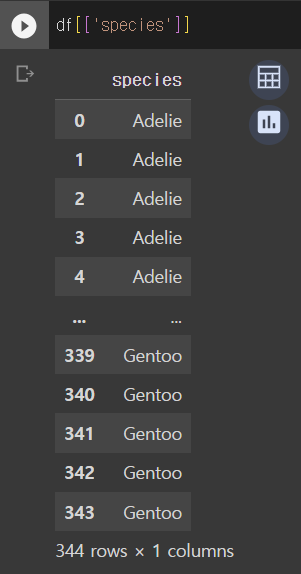 df[['species']]
species
0 Adelie
1 Adelie
2 Adelie
3 Adelie
4 Adelie
... ...
339 Gentoo
340 Gentoo
341 Gentoo
342 Gentoo
343 Gentoo
344 rows × 1 columns